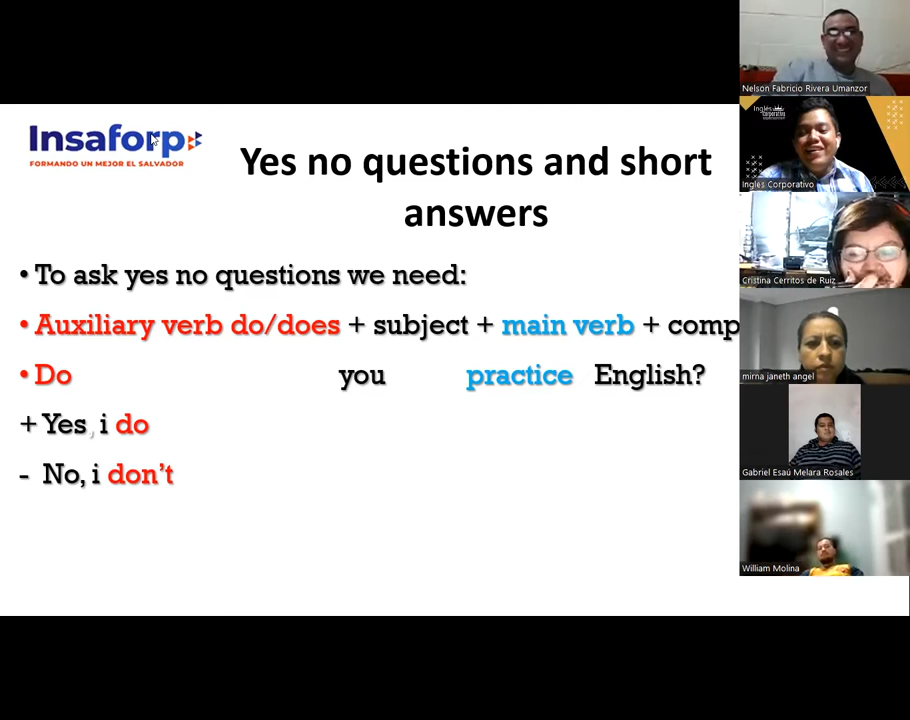 Insaforp
FORMANDO UN MEJOR EL SALVADOR
Yes no questions and short
answers
• To ask yes no questions we need:
• Auxiliary verb do/does + subject + main verb + comp
• Do you practice English?
+ Yes, i do
- No, i don't
Nelson Fabricio Rivera Umanzor
Inglés
Corporativo
Inglés Corporativo
Cristina Cerritos de Ruiz
mirna janeth angel
Gabriel Esaú Melara Rosales
William Molina